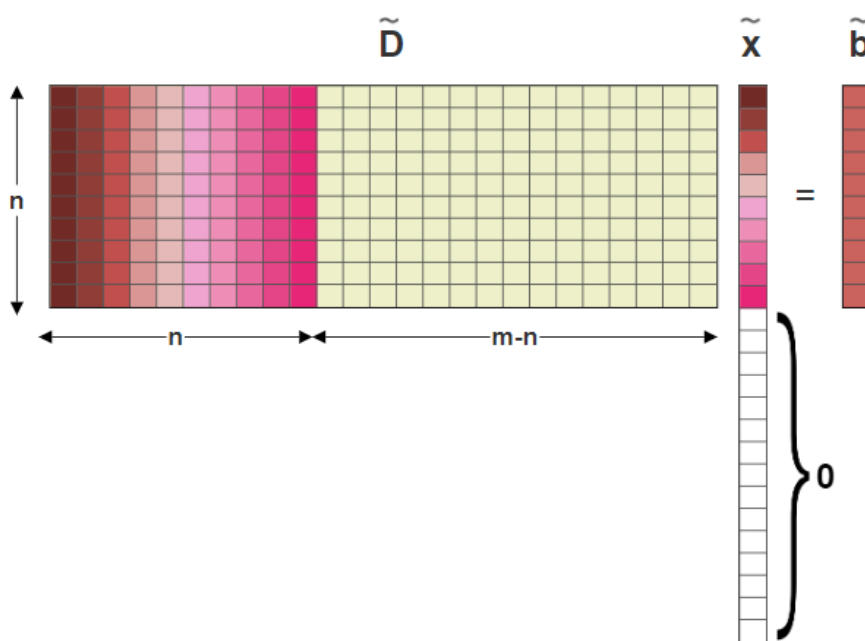 D̃ x̃ b̃
n =
n m-n
0